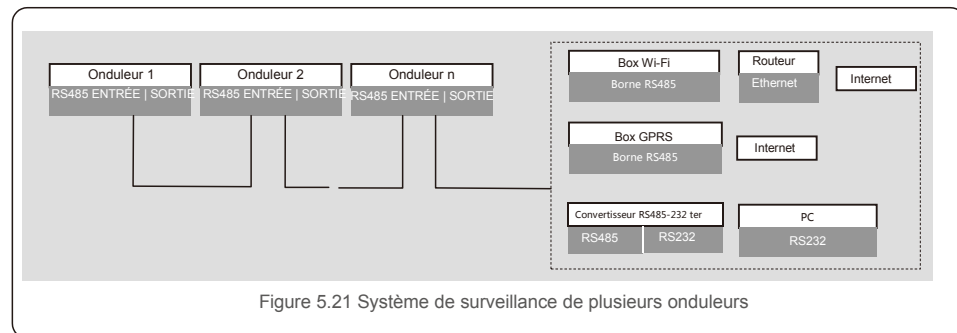 Onduleur 1
RS485 ENTRÉE | SORTIE
Onduleur 2
RS485 ENTRÉE | SORTIE
Onduleur n
RS485 ENTRÉE | SORTIE
Box Wi-Fi
Borne RS485
Routeur
Ethernet
Internet
Box GPRS
Borne RS485
Internet
Convertisseur RS485-232 ter
RS485
RS232
PC
RS232
Figure 5.21 Système de surveillance de plusieurs onduleurs